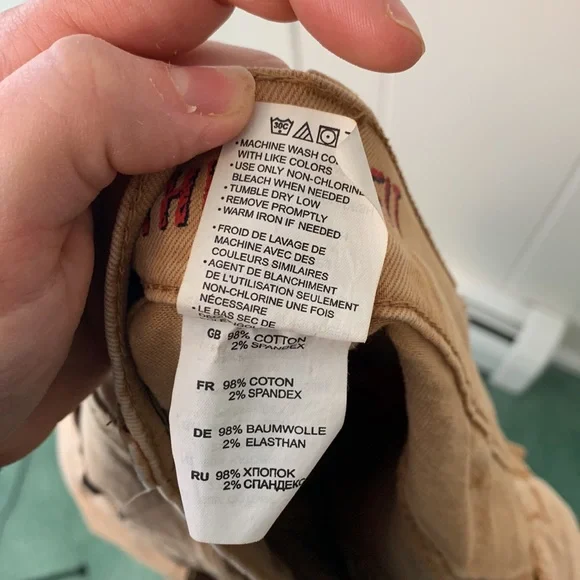 30C
• MACHINE WASH
WITH LIKE COLORS
• USE ONLY NON-CHLORINE
BLEACH WHEN NEEDED
• TUMBLE DRY LOW
• REMOVE PROMPTLY
• WARM IRON IF NEEDED
• FROID DE LAVAGE DE
MACHINE AVEC DES
COULEURS SIMILAIRES
• AGENT DE BLANCHIMENT
DE L'UTILISATION SEULEMENT
NON-CHLORINE UNE FOIS
NÉCESSAIRE
• LE BAS SEC DE
GB 98% COTTON
2% SPANDEX
FR 98% COTON
2% SPANDEX
DE 98% BAUMWOLLE
2% ELASTHAN
RU 98% ХЛОПОК
2% СПАНДЕКС